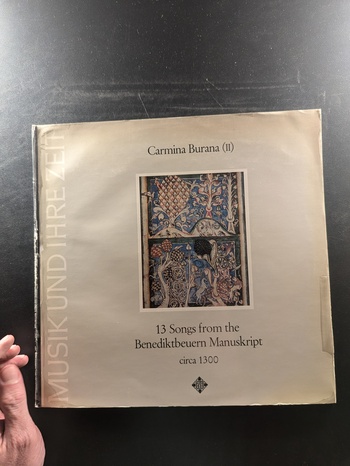 MUSIK UND IHRE ZEIT
Carmina Burana (II)
13 Songs from the
Benediktbeuern Manuskript
circa 1300